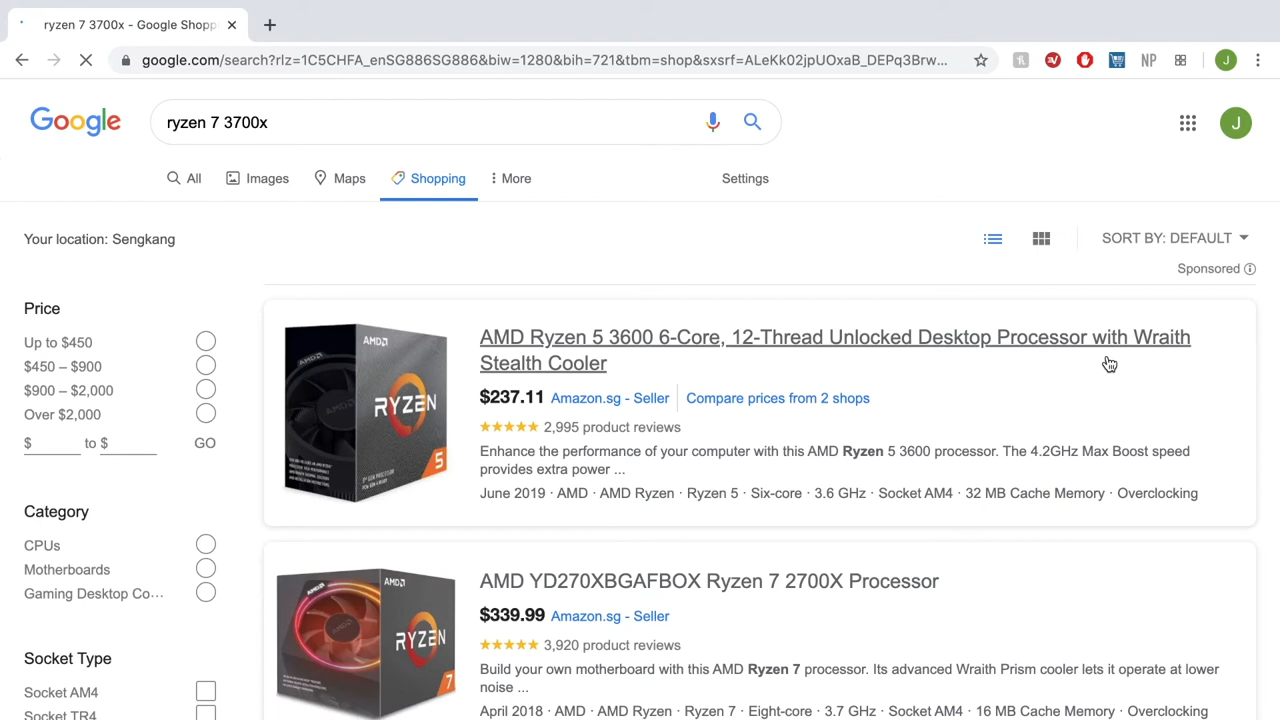 ryzen 7 3700x - Google Shopp
google.com/search?rlz=1C5CHFA_enSG886SG886&biw=1280&bih=721&tbm=shop&sxsrf=ALeKk02jpUOxaB_DEPq3Brw...
NP
J
Google
ryzen 7 3700x
J
All
Images
Maps
Shopping
More
Settings
Your location: Sengkang
SORT BY: DEFAULT
Sponsored
Price
Up to $450
$450 – $900
$900 – $2,000
Over $2,000
$ to $ GO
Category
CPUs
Motherboards
Gaming Desktop Co...
Socket Type
Socket AM4
Socket TR4
AMD
RYZEN
5
AMD Ryzen 5 3600 6-Core, 12-Thread Unlocked Desktop Processor with Wraith
Stealth Cooler
$237.11 Amazon.sg - Seller Compare prices from 2 shops
2,995 product reviews
Enhance the performance of your computer with this AMD Ryzen 5 3600 processor. The 4.2GHz Max Boost speed
provides extra power ...
June 2019 · AMD · AMD Ryzen · Ryzen 5 · Six-core · 3.6 GHz · Socket AM4 · 32 MB Cache Memory · Overclocking
AMD
AMD
RYZEN
7
AMD YD270XBGAFBOX Ryzen 7 2700X Processor
$339.99 Amazon.sg - Seller
3,920 product reviews
Build your own motherboard with this AMD Ryzen 7 processor. Its advanced Wraith Prism cooler lets it operate at lower
noise ...
April 2018 · AMD · AMD Ryzen · Ryzen 7 · Eight-core · 3.7 GHz · Socket AM4 · 16 MB Cache Memory · Overclocking